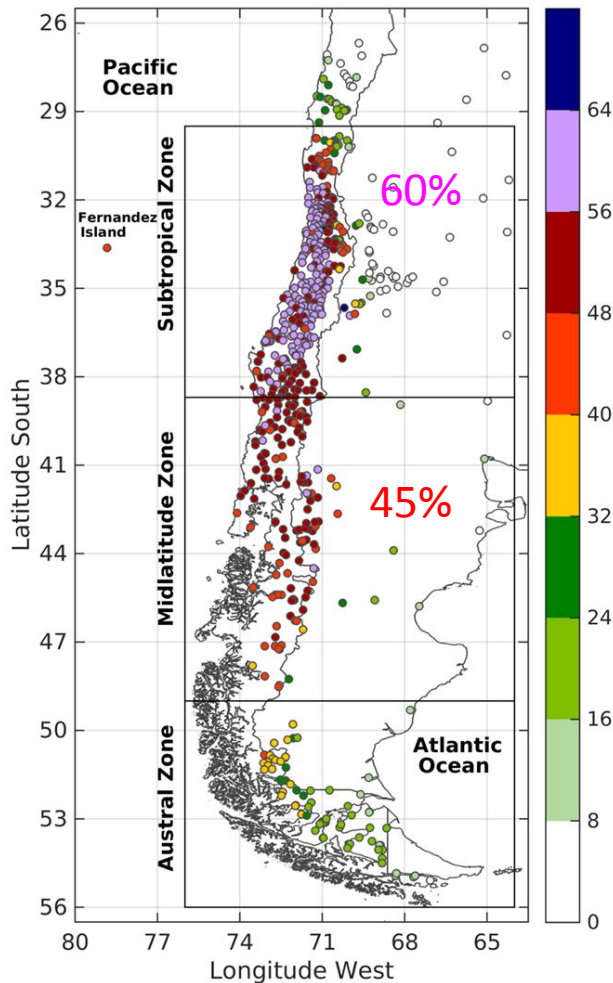 26
29
32
35
38
41
44
47
50
53
56
Latitude South
80
77
74
71
68
65
Longitude West
Pacific
Ocean
Fernandez
Island
Subtropical Zone
60%
Midlatitude Zone
45%
Austral Zone
Atlantic
Ocean
64
56
48
40
32
24
16
8
0